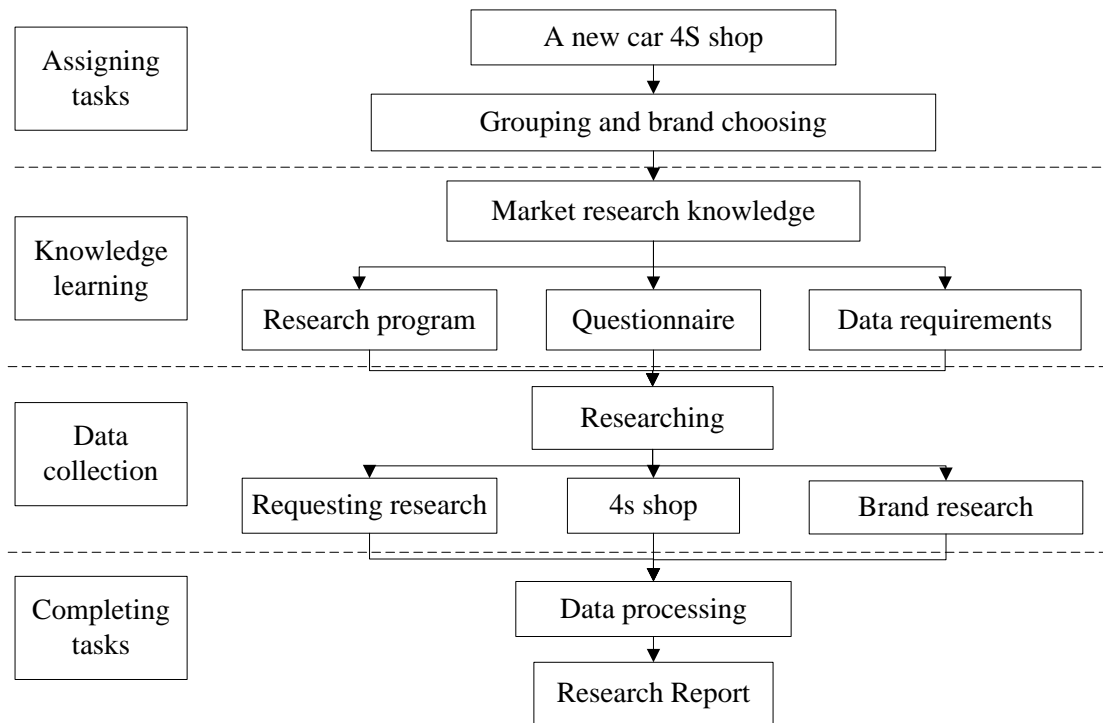 Assigning
tasks
A new car 4S shop
Grouping and brand choosing
Knowledge
learning
Market research knowledge
Research program
Questionnaire
Data requirements
Data
collection
Researching
Requesting research
4s shop
Brand research
Completing
tasks
Data processing
Research Report